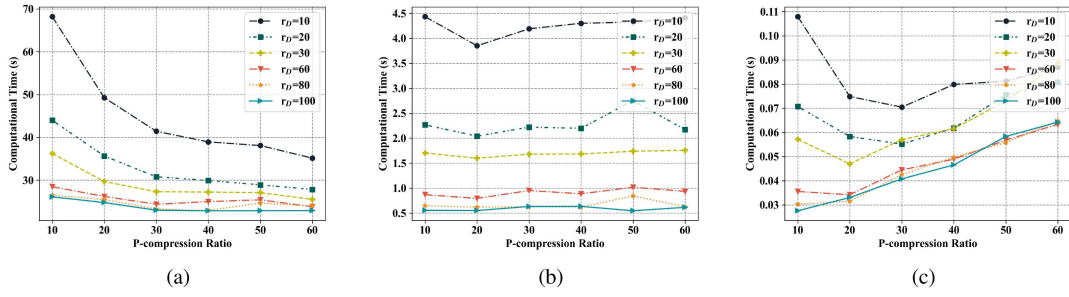 70
60
50
40
30
Computational Time (s)
10 20 30 40 50 60
P-compression Ratio
r_D=10
r_D=20
r_D=30
r_D=60
r_D=80
r_D=100
(a)
4.5
4.0
3.5
3.0
2.5
2.0
1.5
1.0
0.5
Computational Time (s)
10 20 30 40 50 60
P-compression Ratio
r_D=10
r_D=20
r_D=30
r_D=60
r_D=80
r_D=100
(b)
0.11
0.10
0.09
0.08
0.07
0.06
0.05
0.04
0.03
Computational Time (s)
10 20 30 40 50 60
P-compression Ratio
r_D=10
r_D=20
r_D=30
r_D=60
r_D=80
r_D=100
(c)